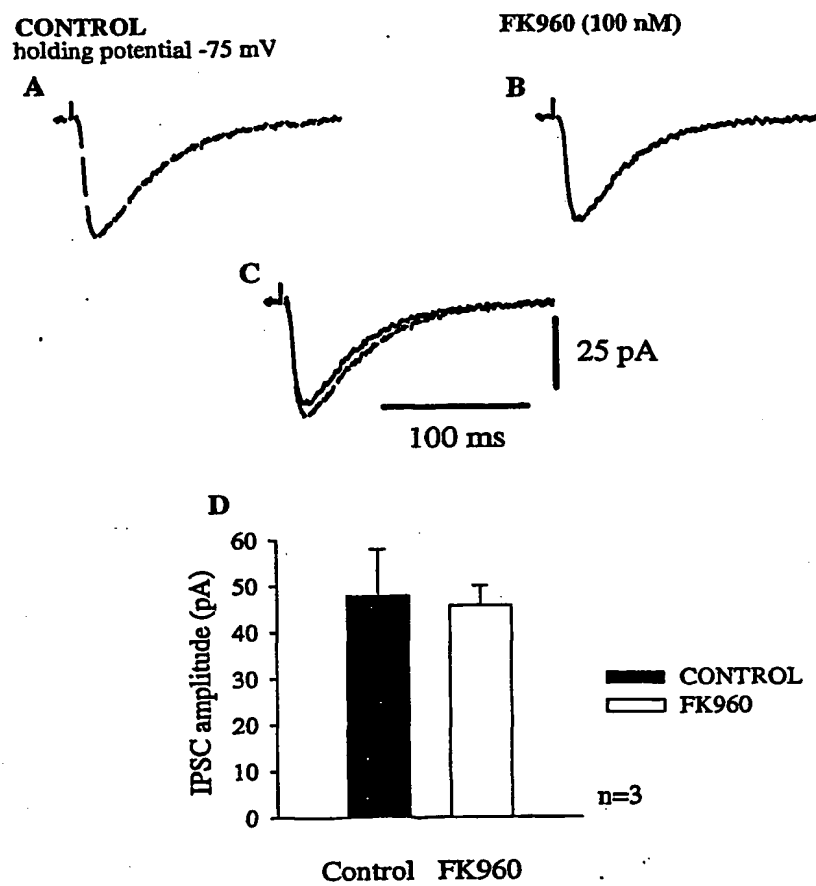 CONTROL
holding potential -75 mV
FK960 (100 nM)
A
B
C
25 pA
100 ms
D
IPSC amplitude (pA)
60
50
40
30
20
10
0
CONTROL
FK960
n=3
Control FK960